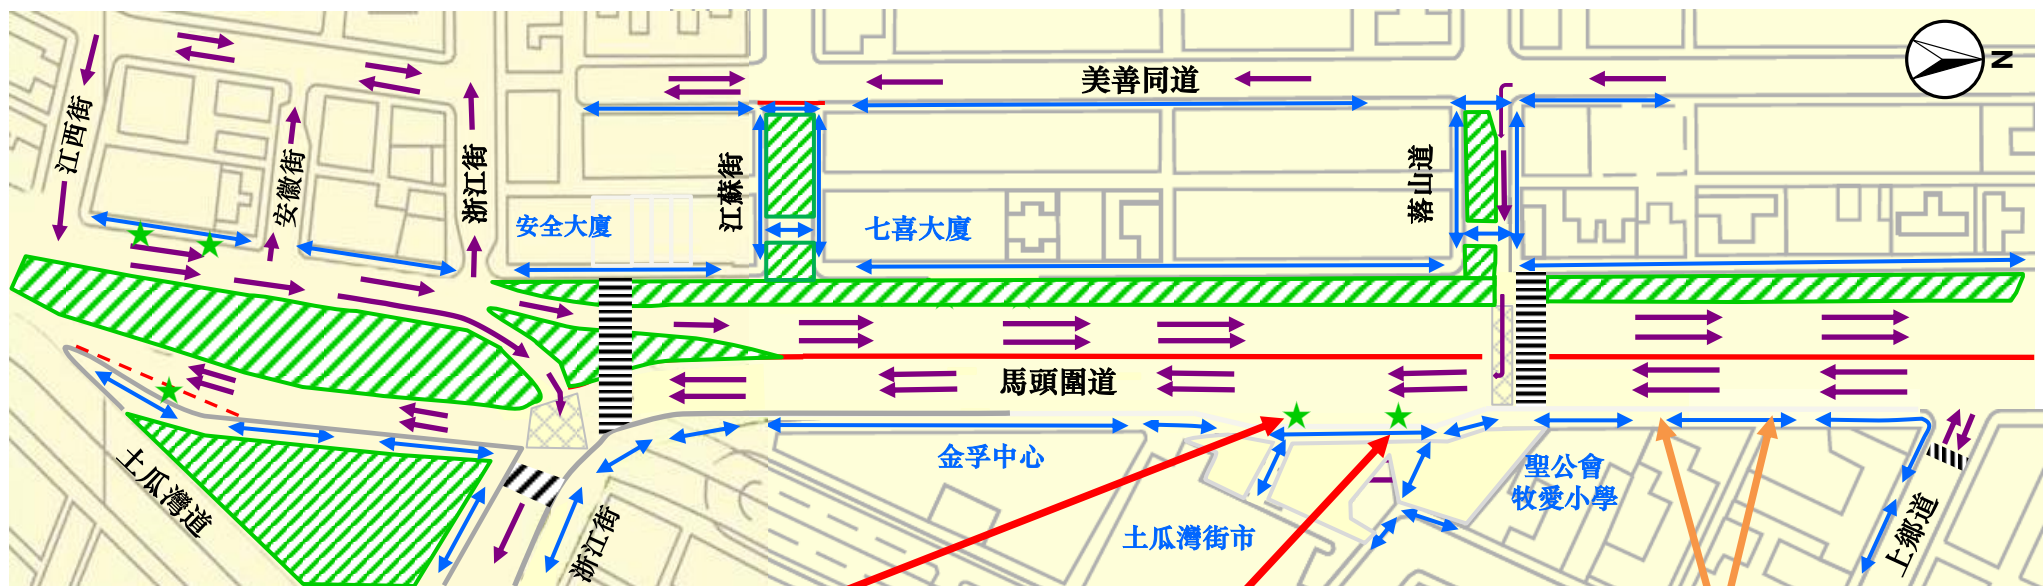 美善同道
N
江西街
安徽街
浙江街
江蘇街
落山道
安全大廈
七喜大廈
馬頭圍道
金孚中心
聖公會
牧愛小學
土瓜灣道
浙江街
土瓜灣街市
上鄉道